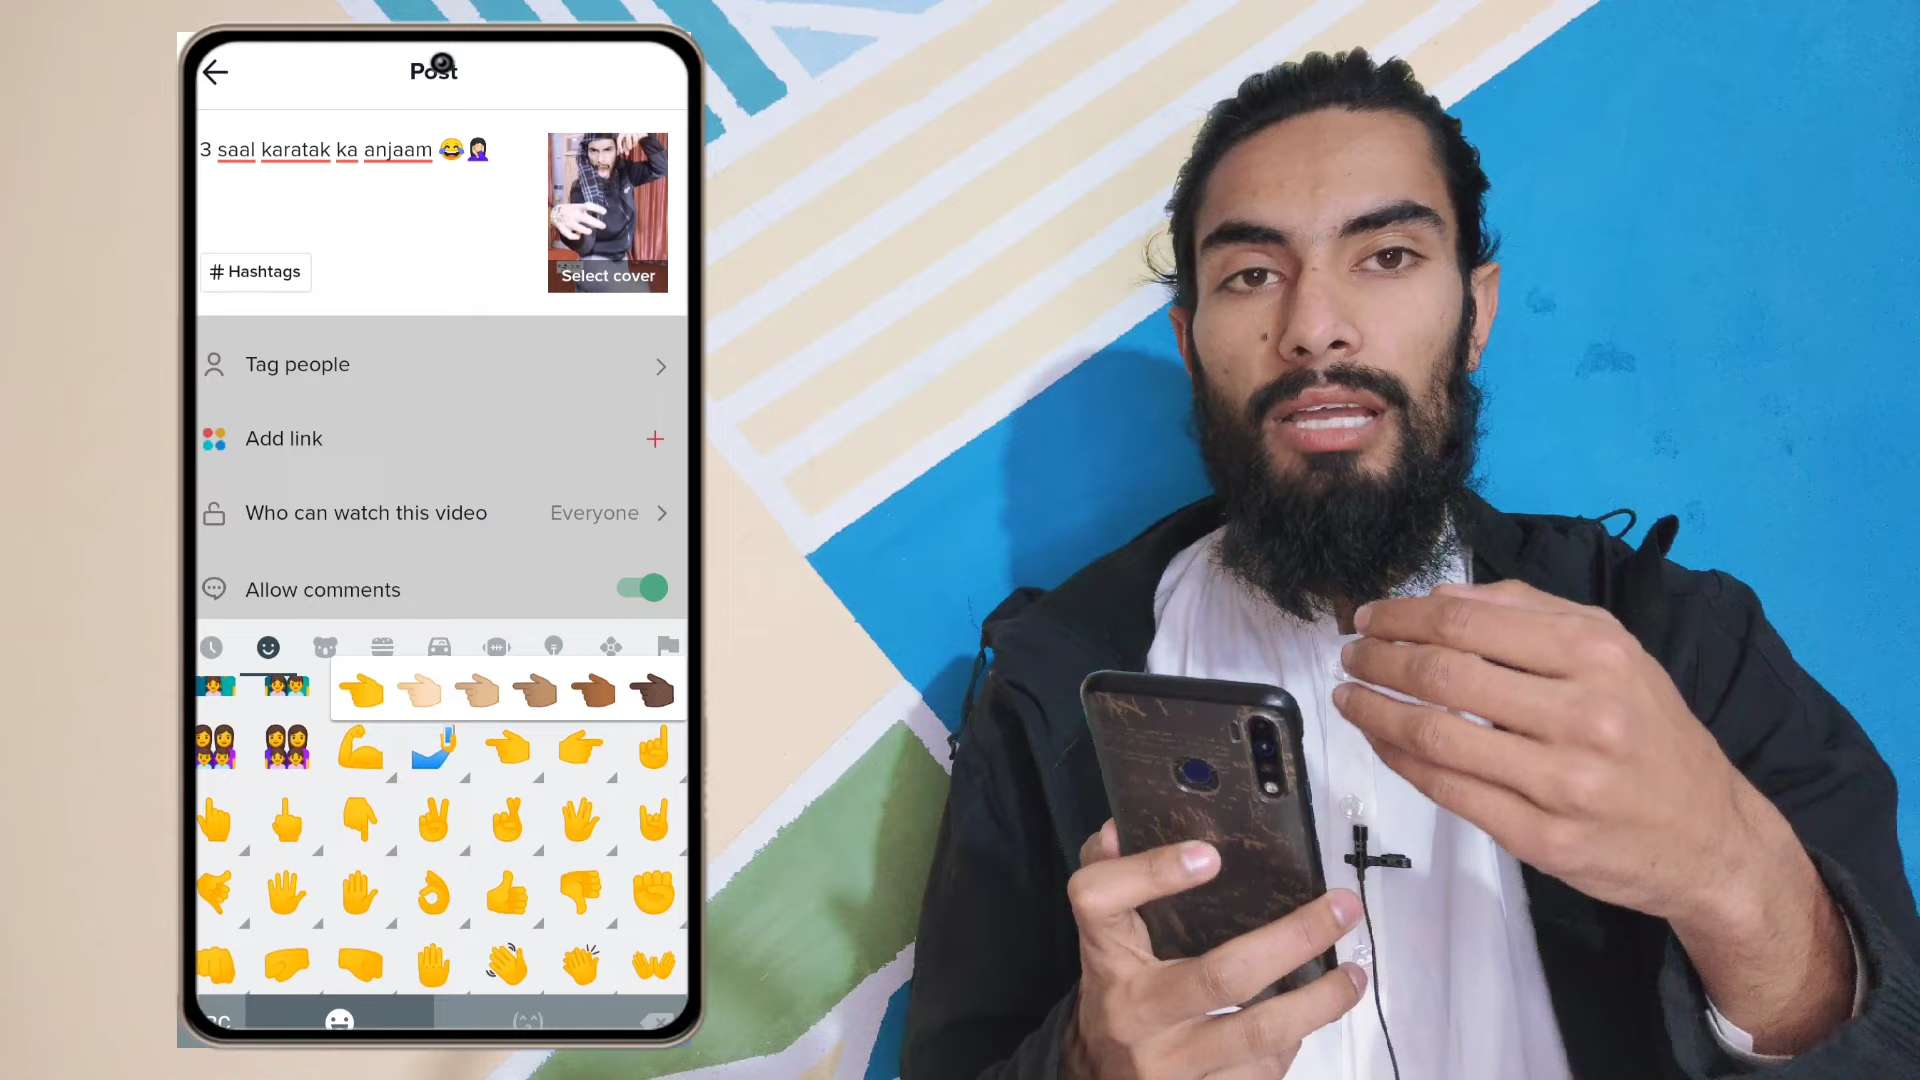 Post
3 saal karatak ka anjaam 😂🤦🏻‍♀️
Select cover
# Hashtags
Tag people
Add link
Who can watch this video Everyone
Allow comments